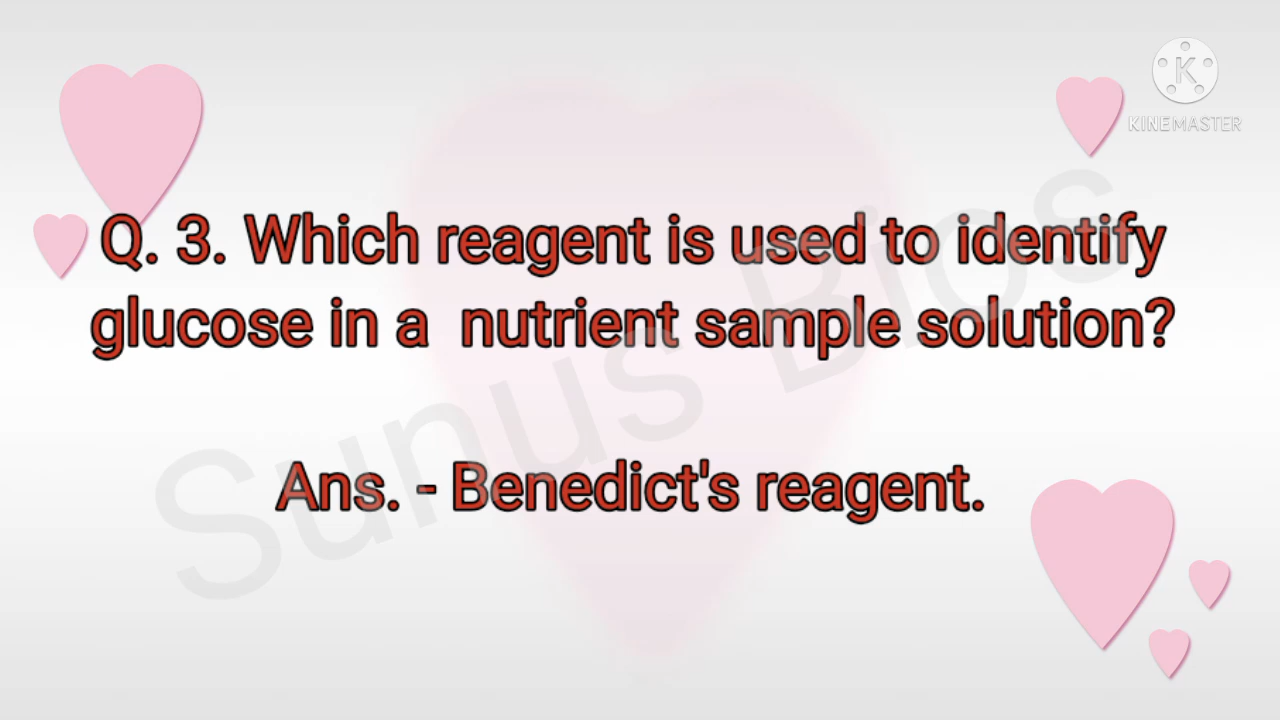 K
KINEMASTER
Q. 3. Which reagent is used to identify
glucose in a nutrient sample solution?
Sunus Bios
Ans. - Benedict's reagent.